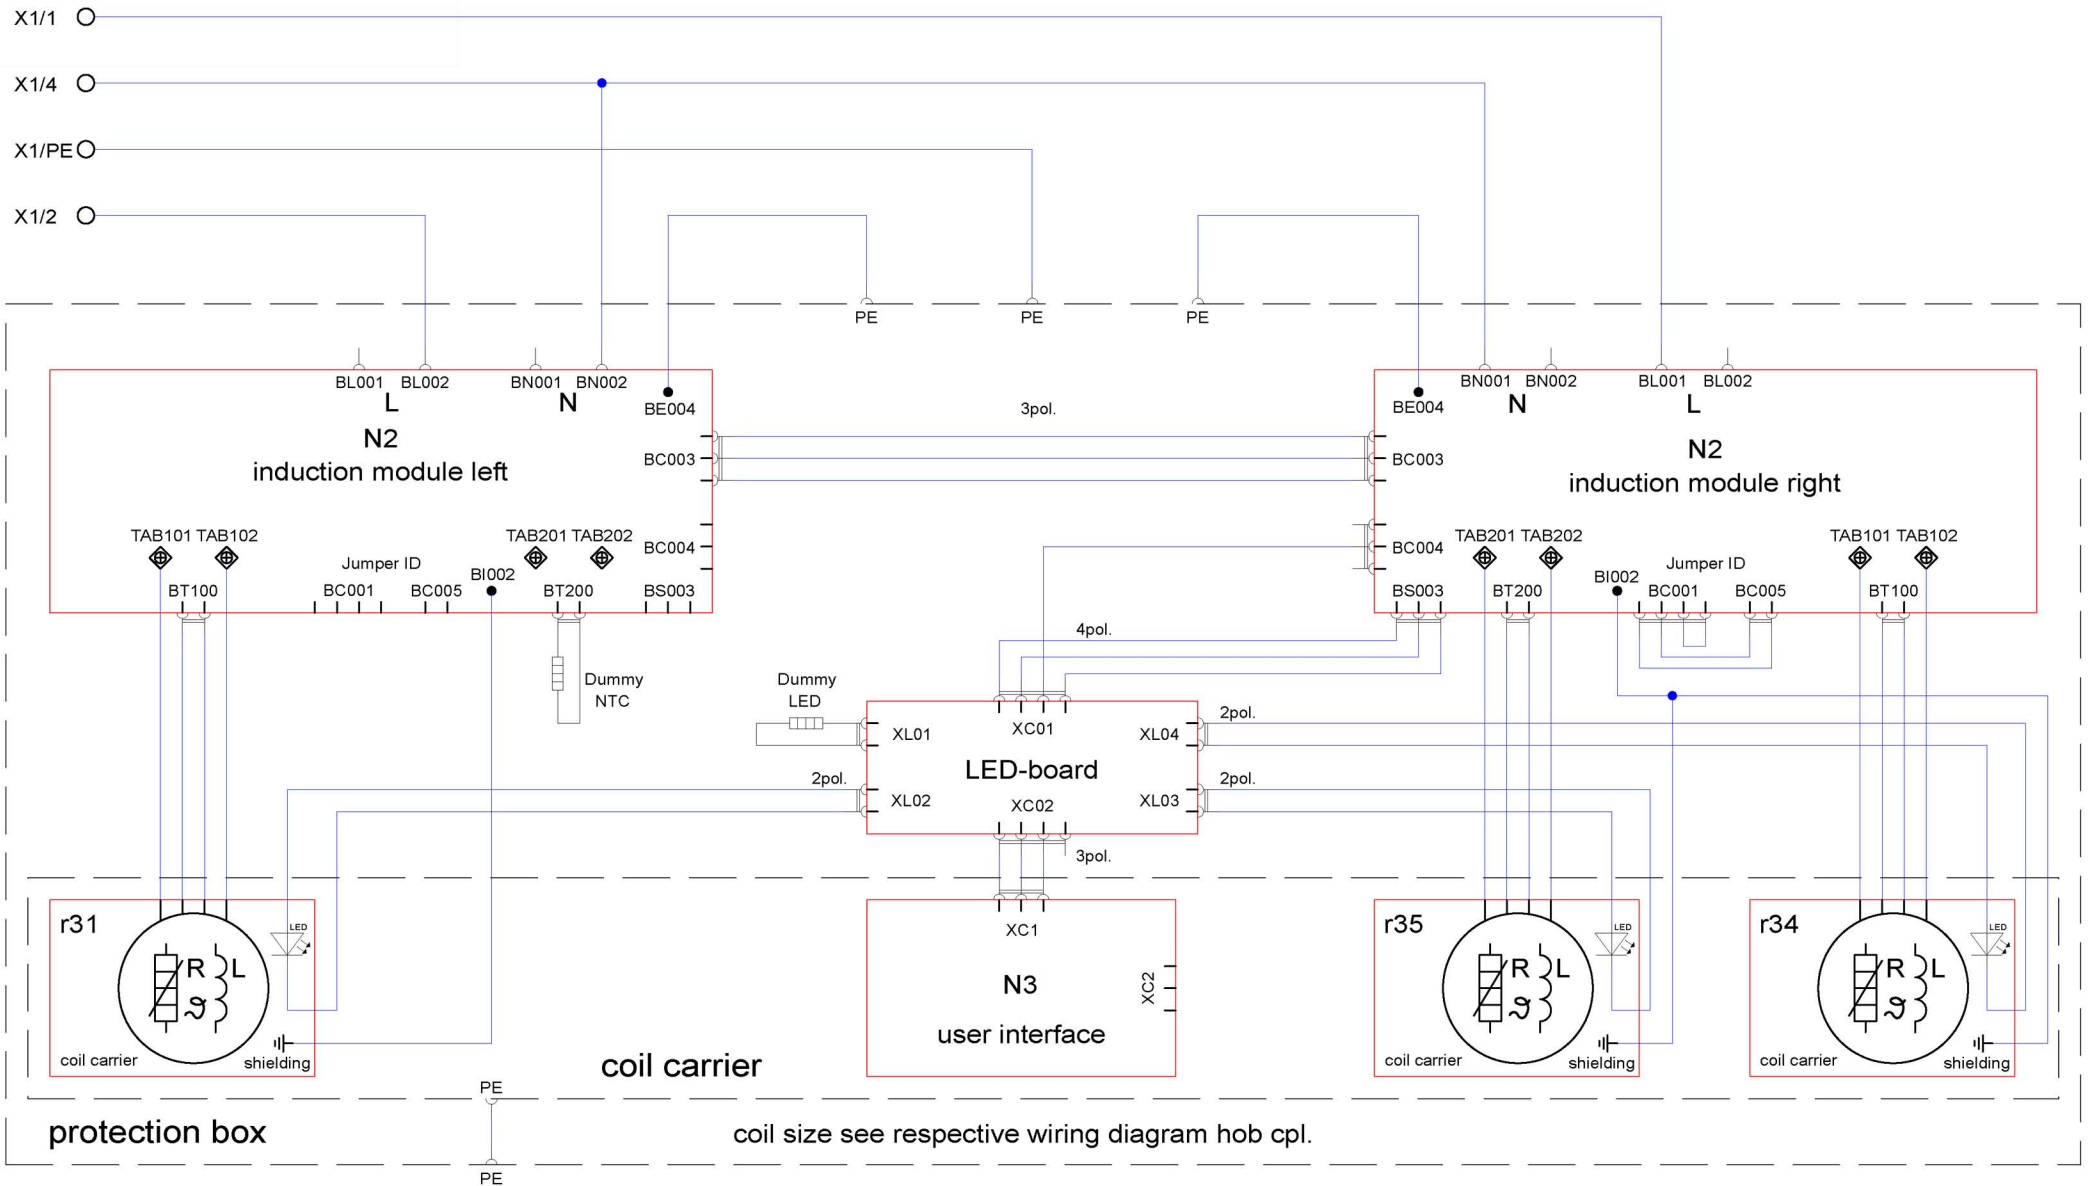 X1/1
X1/4
X1/PE
X1/2
PE PE PE
BL001 BL002 BN001 BN002
L N
BE004
N2
induction module left
BC003
TAB101 TAB102
TAB201 TAB202
BC004
Jumper ID
BI002
BT100 BC001 BC005 BT200 BS003
3pol.
BN001 BN002 BL001 BL002
BE004 N L
N2
induction module right
BC003
BC004
TAB201 TAB202
TAB101 TAB102
Jumper ID
BI002
BS003 BT200 BC001 BC005 BT100
4pol.
Dummy
NTC
Dummy
LED
2pol.
XL01 XC01 XL04
LED-board
2pol.
2pol.
XL02 XC02 XL03
3pol.
r31
LED
R L
ϑ
coil carrier
shielding
XC1
N3
XC2
user interface
r35
LED
R L
ϑ
coil carrier
shielding
r34
LED
R L
ϑ
coil carrier
shielding
coil carrier
PE
protection box
coil size see respective wiring diagram hob cpl.
PE